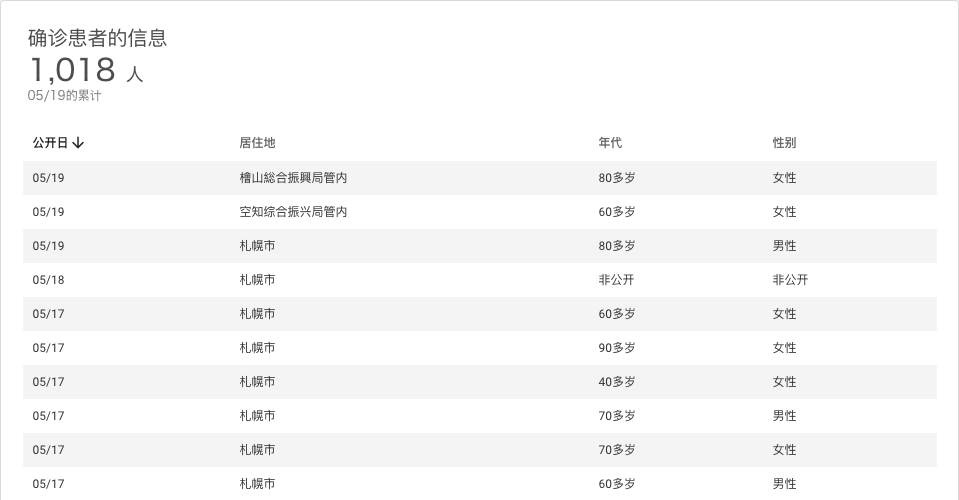 确诊患者的信息
1,018 人
05/19的累计
公开日 居住地 年代 性别
05/19 檜山総合振興局管内 80多岁 女性
05/19 空知综合振兴局管内 60多岁 女性
05/19 札幌市 80多岁 男性
05/18 札幌市 非公开 非公开
05/17 札幌市 60多岁 女性
05/17 札幌市 90多岁 女性
05/17 札幌市 40多岁 女性
05/17 札幌市 70多岁 男性
05/17 札幌市 70多岁 女性
05/17 札幌市 60多岁 男性